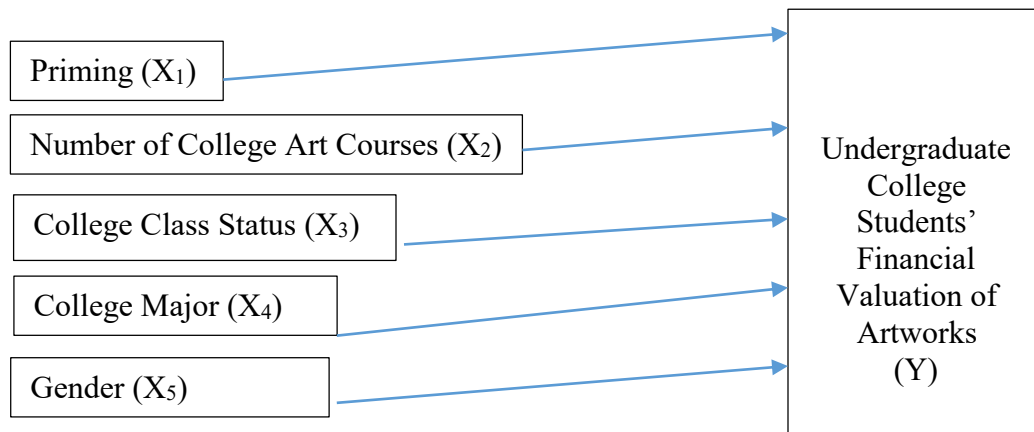 Priming (X₁)
Number of College Art Courses (X₂)
College Class Status (X₃)
College Major (X₄)
Gender (X₅)
Undergraduate
College
Students’
Financial
Valuation of
Artworks
(Y)